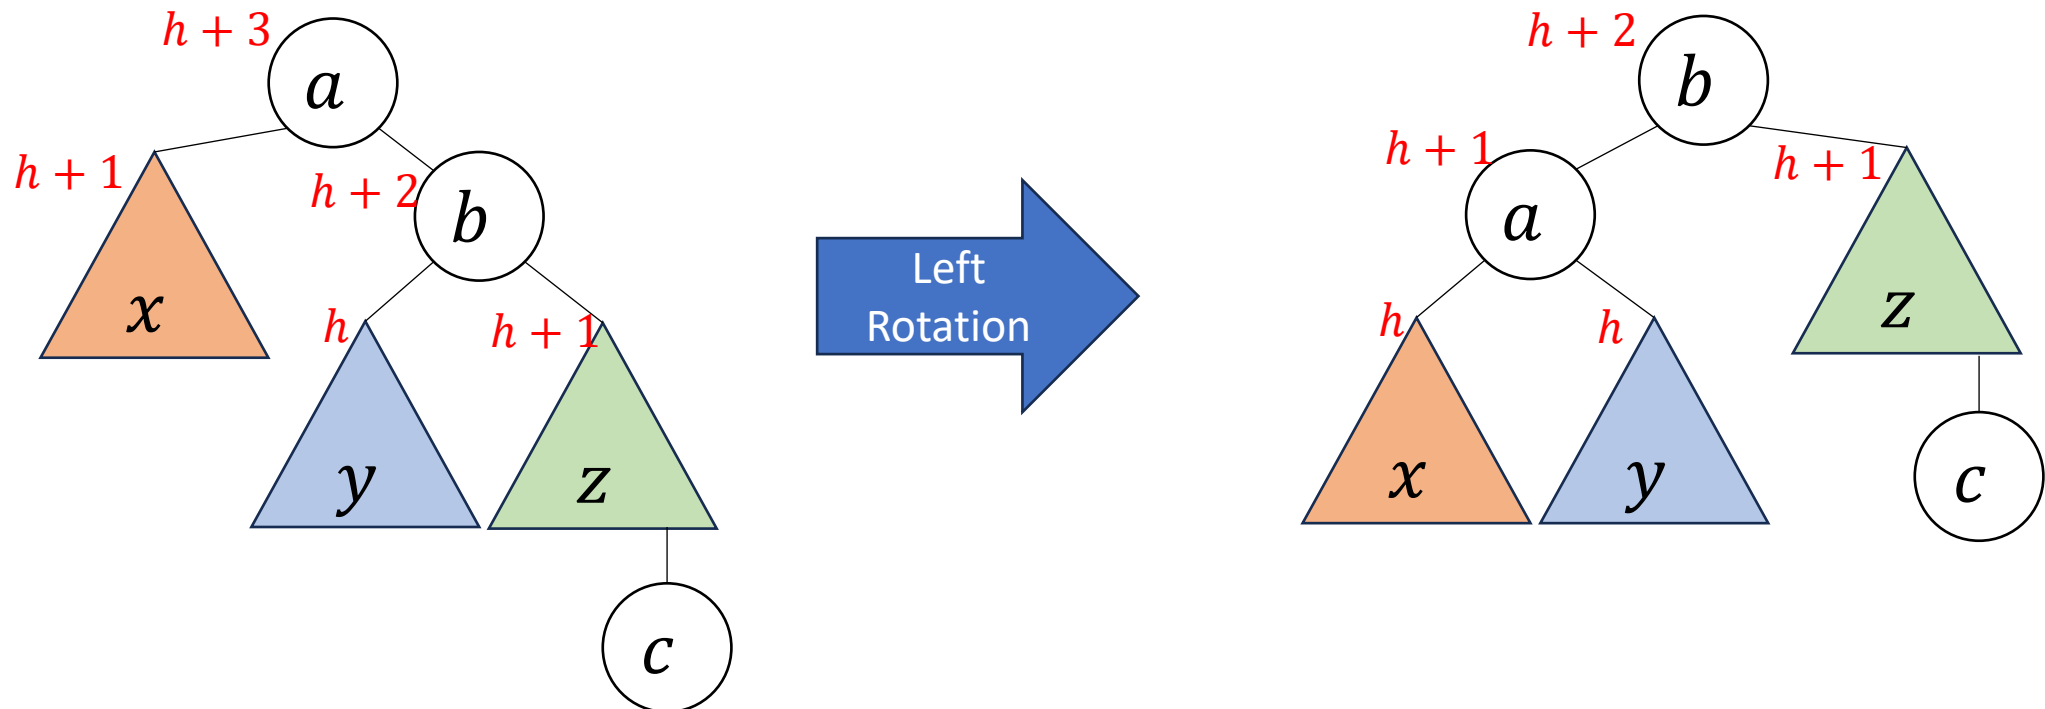 h + 3
a
h + 1
h + 2
b
x
h
h + 1
y
z
c
Left
Rotation
h + 2
b
h + 1
h + 1
a
z
h
h
x
y
c